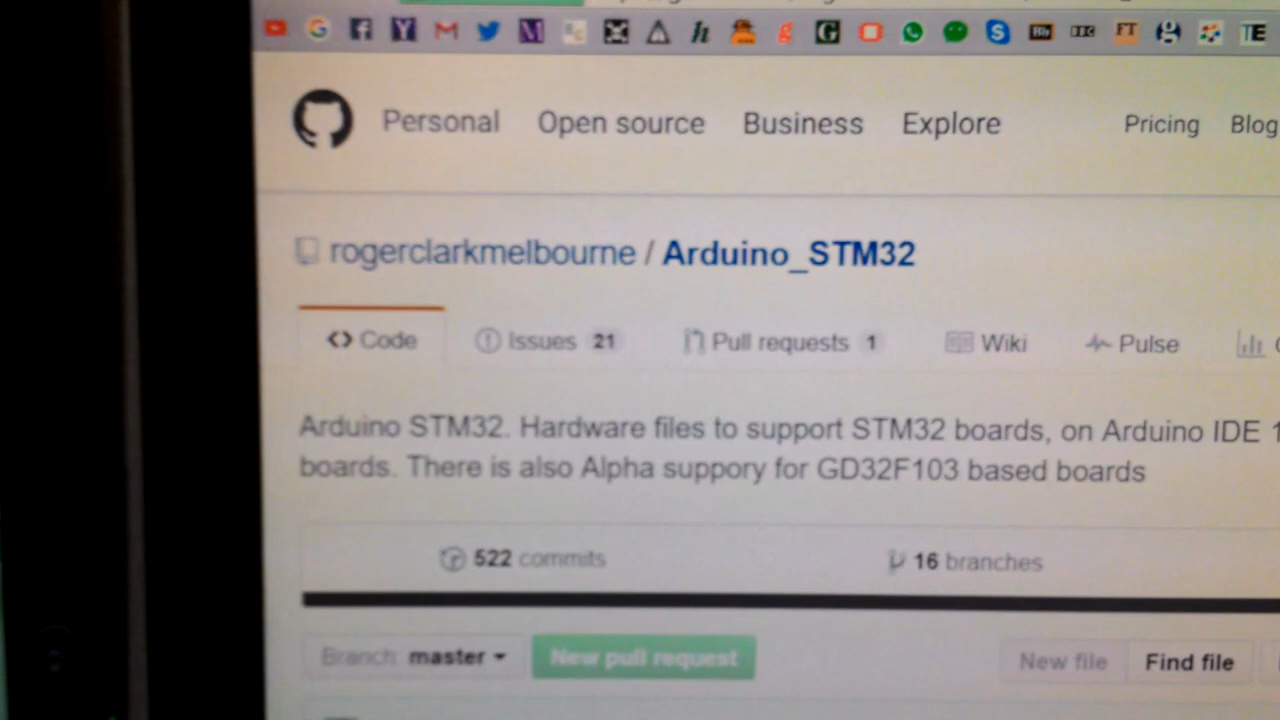 Personal Open source Business Explore Pricing Blog
rogerclarkmelbourne / Arduino_STM32
Code Issues 21 Pull requests 1 Wiki Pulse
Arduino STM32. Hardware files to support STM32 boards, on Arduino IDE 1
boards. There is also Alpha suppory for GD32F103 based boards
522 commits 16 branches
Branch: master New pull request New file Find file